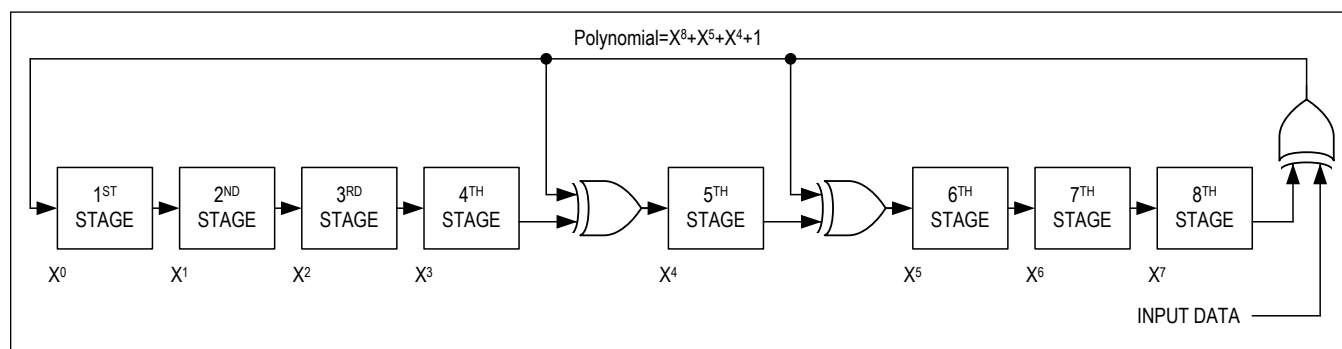 Polynomial=X⁸+X⁵+X⁴+1
1ST STAGE
2ND STAGE
3RD STAGE
4TH STAGE
5TH STAGE
6TH STAGE
7TH STAGE
8TH STAGE
X⁰
X¹
X²
X³
X⁴
X⁵
X⁶
X⁷
INPUT DATA